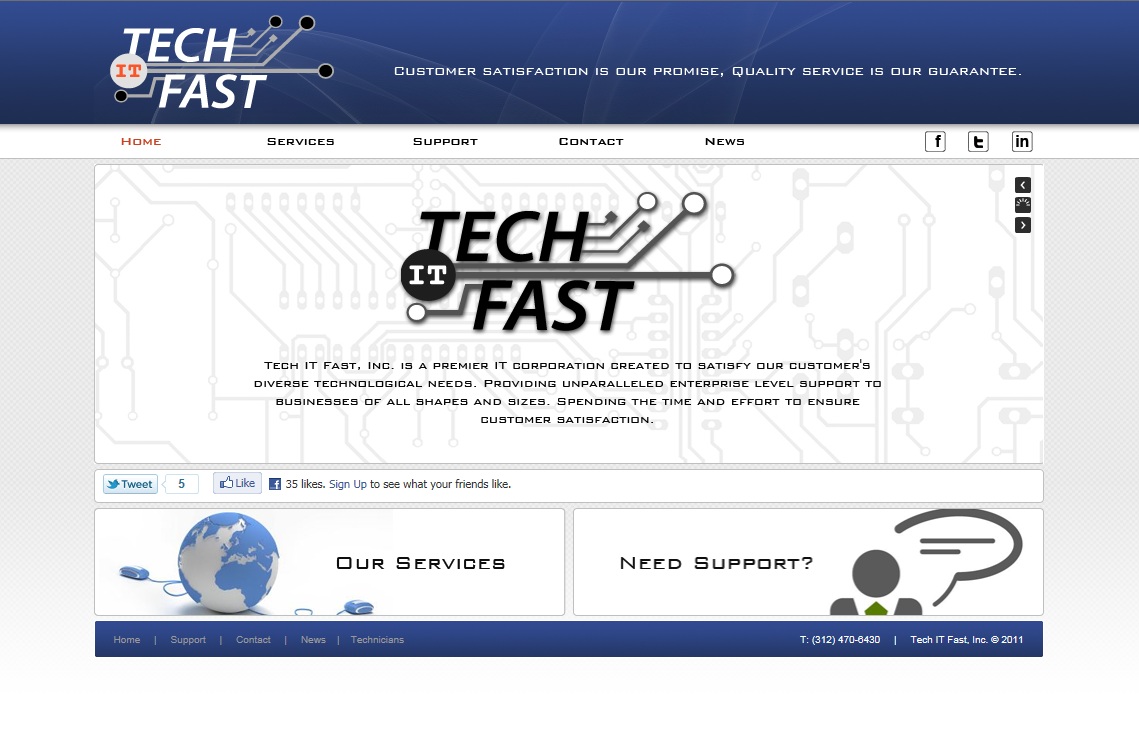 TECH
IT
FAST
Customer satisfaction is our promise, Quality service is our guarantee.
Home Services Support Contact News f t in
TECH
IT
FAST
Tech IT Fast, Inc. is a premier IT corporation created to satisfy our customer's
diverse technological needs. Providing unparalleled enterprise level support to
businesses of all shapes and sizes. Spending the time and effort to ensure
customer satisfaction.
Tweet 5 Like f 35 likes. Sign Up to see what your friends like.
Our Services
Need Support?
Home | Support | Contact | News | Technicians T: (312) 470-6430 | Tech IT Fast, Inc. © 2011